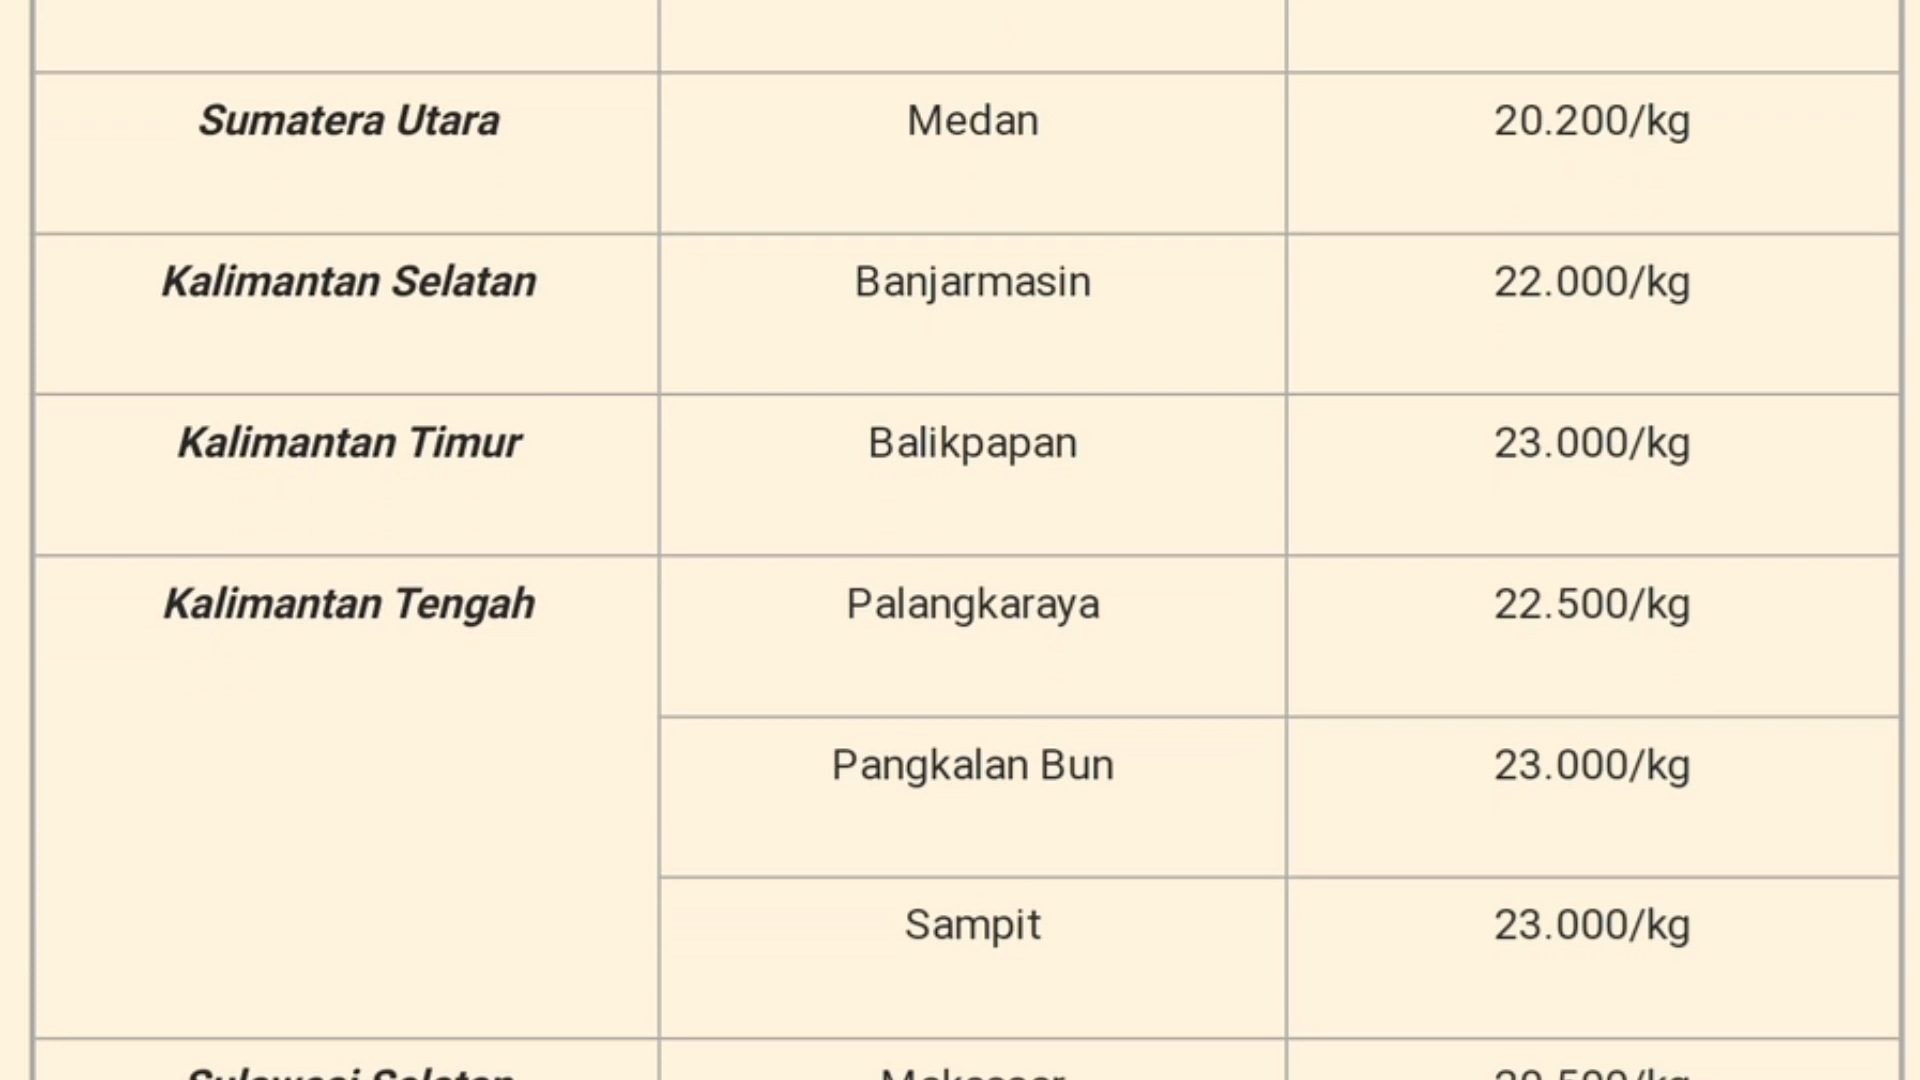 Sumatera Utara Medan 20.200/kg
Kalimantan Selatan Banjarmasin 22.000/kg
Kalimantan Timur Balikpapan 23.000/kg
Kalimantan Tengah Palangkaraya 22.500/kg
Pangkalan Bun 23.000/kg
Sampit 23.000/kg
Sulawesi Selatan Makassar